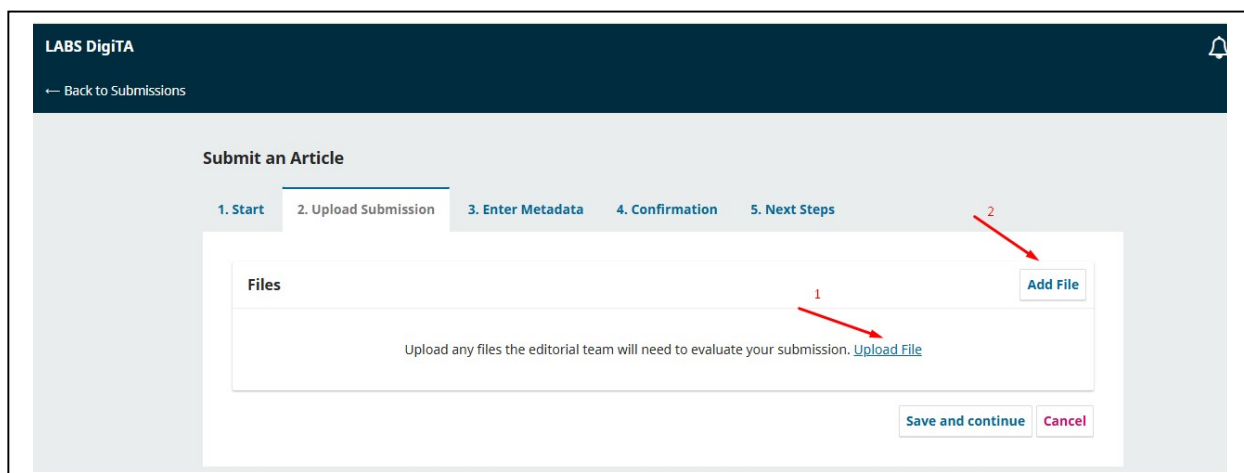 LABS DigiTA
← Back to Submissions
Submit an Article
1. Start 2. Upload Submission 3. Enter Metadata 4. Confirmation 5. Next Steps
2
Files Add File
1
Upload any files the editorial team will need to evaluate your submission. Upload File
Save and continue Cancel